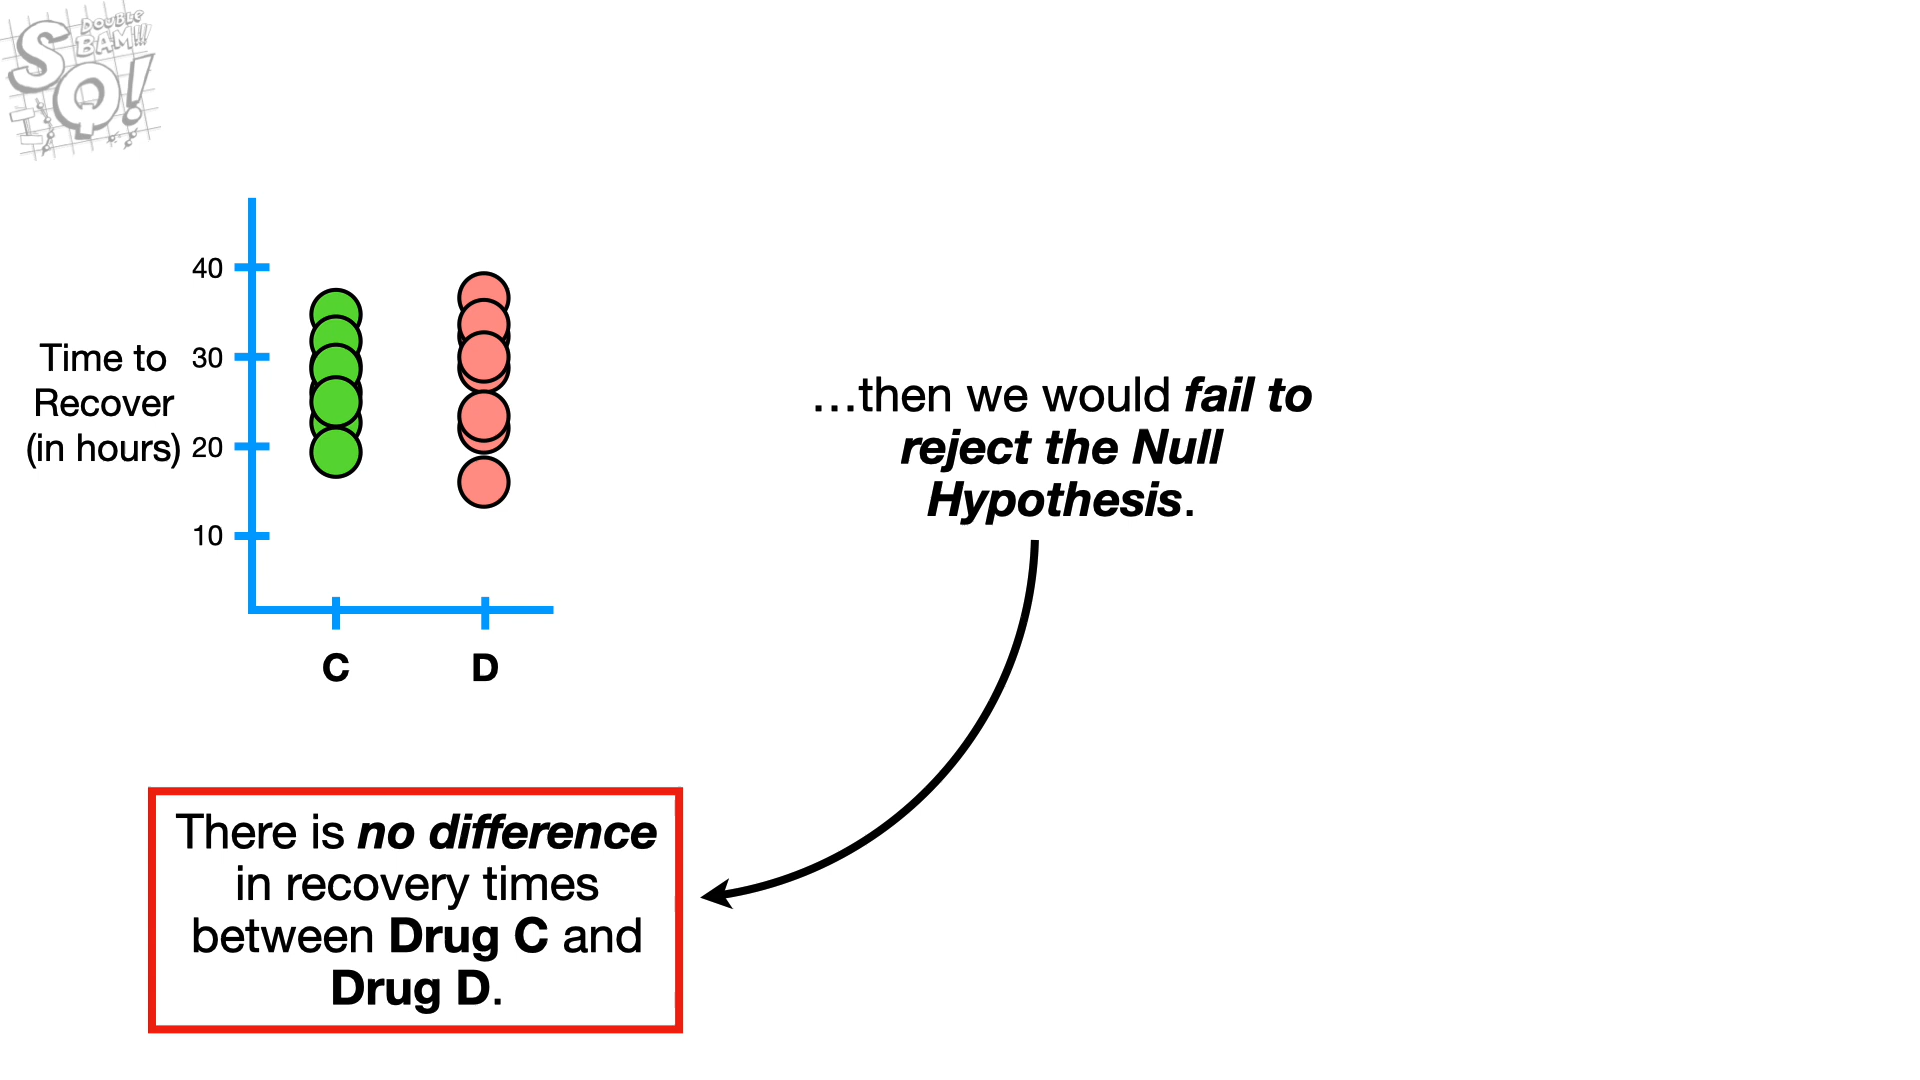 DOUBLE
BAM!!!
SQ!
40
30
20
10
Time to
Recover
(in hours)
C
D
…then we would fail to
reject the Null
Hypothesis.
There is no difference
in recovery times
between Drug C and
Drug D.